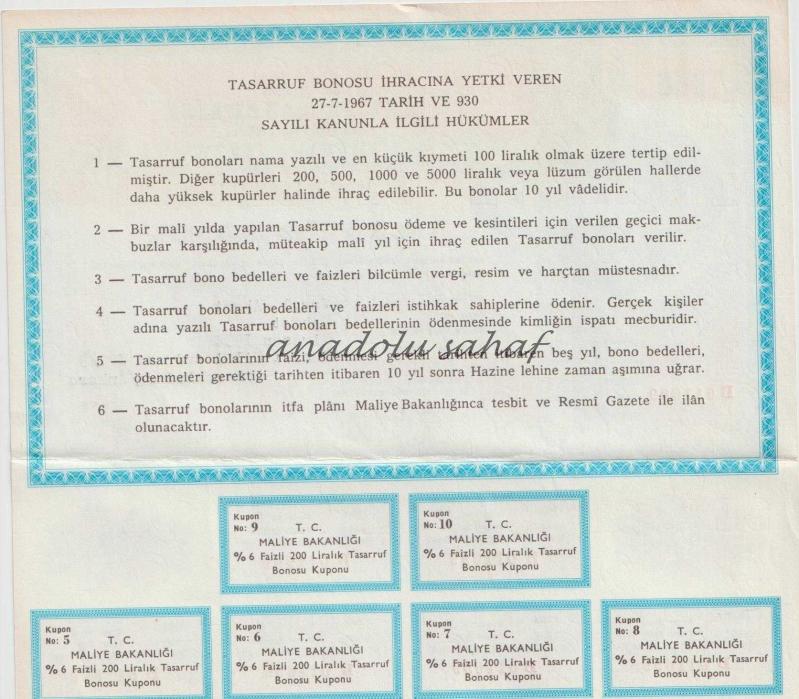 TASARRUF BONOSU İHRACINA YETKİ VEREN
27-7-1967 TARİH VE 930
SAYILI KANUNLA İLGİLİ HÜKÜMLER
1 — Tasarruf bonoları nama yazılı ve en küçük kıymeti 100 liralık olmak üzere tertip edil-
miştir. Diğer kupürleri 200, 500, 1000 ve 5000 liralık veya lüzum görülen hallerde
daha yüksek kupürler halinde ihraç edilebilir. Bu bonolar 10 yıl vâdelidir.
2 — Bir malî yılda yapılan Tasarruf bonosu ödeme ve kesintileri için verilen geçici mak-
buzlar karşılığında, müteakip malî yıl için ihraç edilen Tasarruf bonoları verilir.
3 — Tasarruf bono bedelleri ve faizleri bilcümle vergi, resim ve harçtan müstesnadır.
4 — Tasarruf bonoları bedelleri ve faizleri istihkak sahiplerine ödenir. Gerçek kişiler
adına yazılı Tasarruf bonoları bedellerinin ödenmesinde kimliğin ispatı mecburidir.
anadolu sahaf
5 — Tasarruf bonolarının faizi, ödenmesi gereken tarihten itibaren beş yıl, bono bedelleri,
ödenmeleri gerektiği tarihten itibaren 10 yıl sonra Hazine lehine zaman aşımına uğrar.
6 — Tasarruf bonolarının itfa plânı Maliye Bakanlığınca tesbit ve Resmî Gazete ile ilân
olunacaktır.
Kupon
No: 9 T. C.
MALİYE BAKANLIĞI
%6 Faizli 200 Liralık Tasarruf
Bonosu Kuponu
Kupon
No: 10 T. C.
MALİYE BAKANLIĞI
%6 Faizli 200 Liralık Tasarruf
Bonosu Kuponu
Kupon
No: 5 T. C.
MALİYE BAKANLIĞI
%6 Faizli 200 Liralık Tasarruf
Bonosu Kuponu
Kupon
No: 6 T. C.
MALİYE BAKANLIĞI
%6 Faizli 200 Liralık Tasarruf
Bonosu Kuponu
Kupon
No: 7 T. C.
MALİYE BAKANLIĞI
%6 Faizli 200 Liralık Tasarruf
Bonosu Kuponu
Kupon
No: 8 T. C.
MALİYE BAKANLIĞI
%6 Faizli 200 Liralık Tasarruf
Bonosu Kuponu